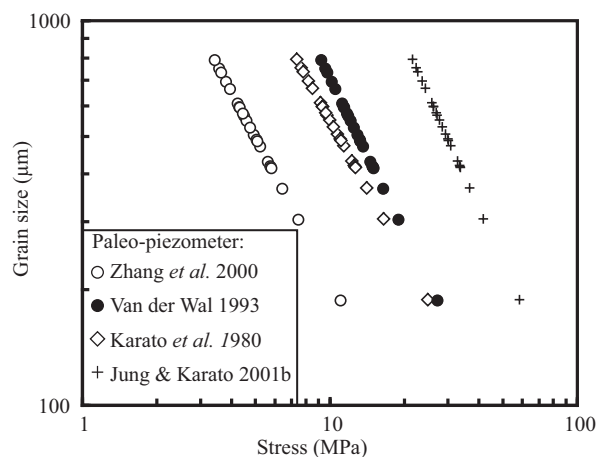 1000
Grain size (μm)
Paleo-piezometer:
Zhang et al. 2000
Van der Wal 1993
Karato et al. 1980
Jung & Karato 2001b
100
1
10
100
Stress (MPa)